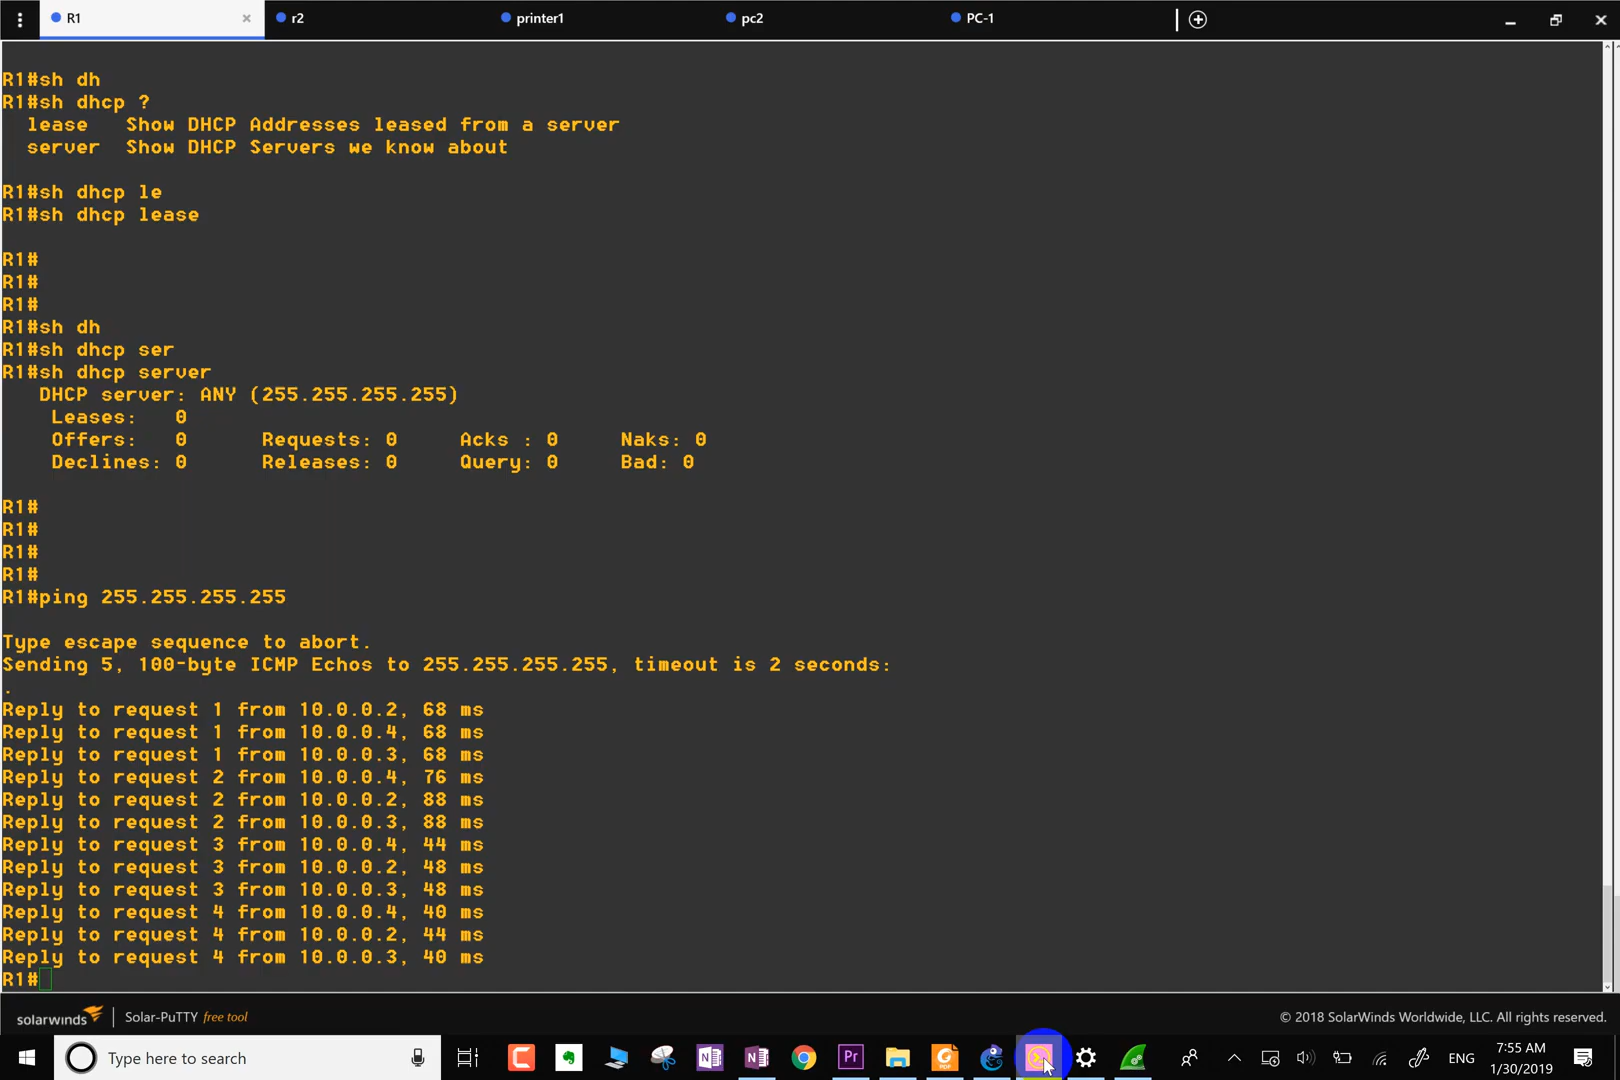 R1 × r2 printer1 pc2 PC-1
R1#sh dh
R1#sh dhcp ?
  lease   Show DHCP Addresses leased from a server
  server  Show DHCP Servers we know about
R1#sh dhcp le
R1#sh dhcp lease
R1#
R1#
R1#
R1#sh dh
R1#sh dhcp ser
R1#sh dhcp server
   DHCP server: ANY (255.255.255.255)
    Leases:   0
    Offers:   0      Requests: 0     Acks : 0     Naks: 0
    Declines: 0      Releases: 0     Query: 0     Bad: 0
R1#
R1#
R1#
R1#
R1#ping 255.255.255.255
Type escape sequence to abort.
Sending 5, 100-byte ICMP Echos to 255.255.255.255, timeout is 2 seconds:
.
Reply to request 1 from 10.0.0.2, 68 ms
Reply to request 1 from 10.0.0.4, 68 ms
Reply to request 1 from 10.0.0.3, 68 ms
Reply to request 2 from 10.0.0.4, 76 ms
Reply to request 2 from 10.0.0.2, 88 ms
Reply to request 2 from 10.0.0.3, 88 ms
Reply to request 3 from 10.0.0.4, 44 ms
Reply to request 3 from 10.0.0.2, 48 ms
Reply to request 3 from 10.0.0.3, 48 ms
Reply to request 4 from 10.0.0.4, 40 ms
Reply to request 4 from 10.0.0.2, 44 ms
Reply to request 4 from 10.0.0.3, 40 ms
R1#
solarwinds | Solar-PuTTY free tool © 2018 SolarWinds Worldwide, LLC. All rights reserved.
Type here to search
ENG
7:55 AM
1/30/2019